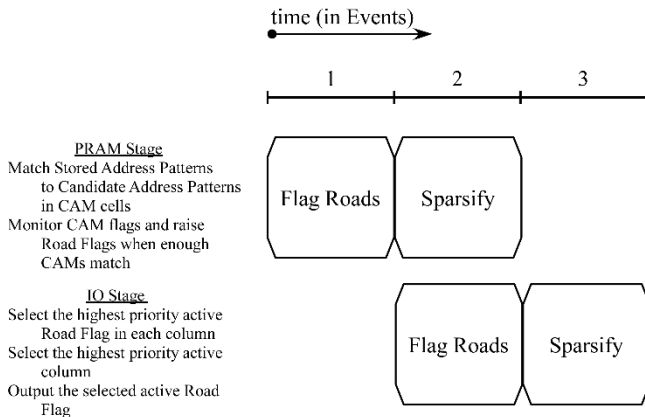 time (in Events)
1 2 3
PRAM Stage
Match Stored Address Patterns
to Candidate Address Patterns
in CAM cells
Monitor CAM flags and raise
Road Flags when enough
CAMs match
Flag Roads Sparsify
IO Stage
Select the highest priority active
Road Flag in each column
Select the highest priority active
column
Output the selected active Road
Flag
Flag Roads Sparsify